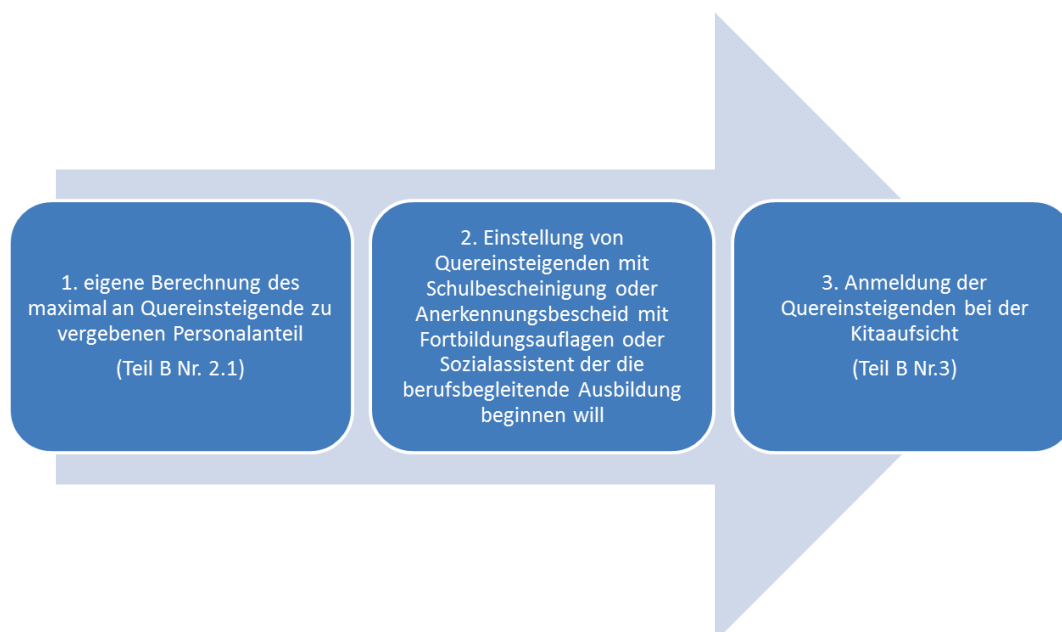 1. eigene Berechnung des
maximal an Quereinsteigende zu
vergebenen Personalanteil
(Teil B Nr. 2.1)
2. Einstellung von
Quereinsteigenden mit
Schulbescheinigung oder
Anerkennungsbescheid mit
Fortbildungsauflagen oder
Sozialassistent der die
berufsbegleitende Ausbildung
beginnen will
3. Anmeldung der
Quereinsteigenden bei der
Kitaaufsicht
(Teil B Nr.3)